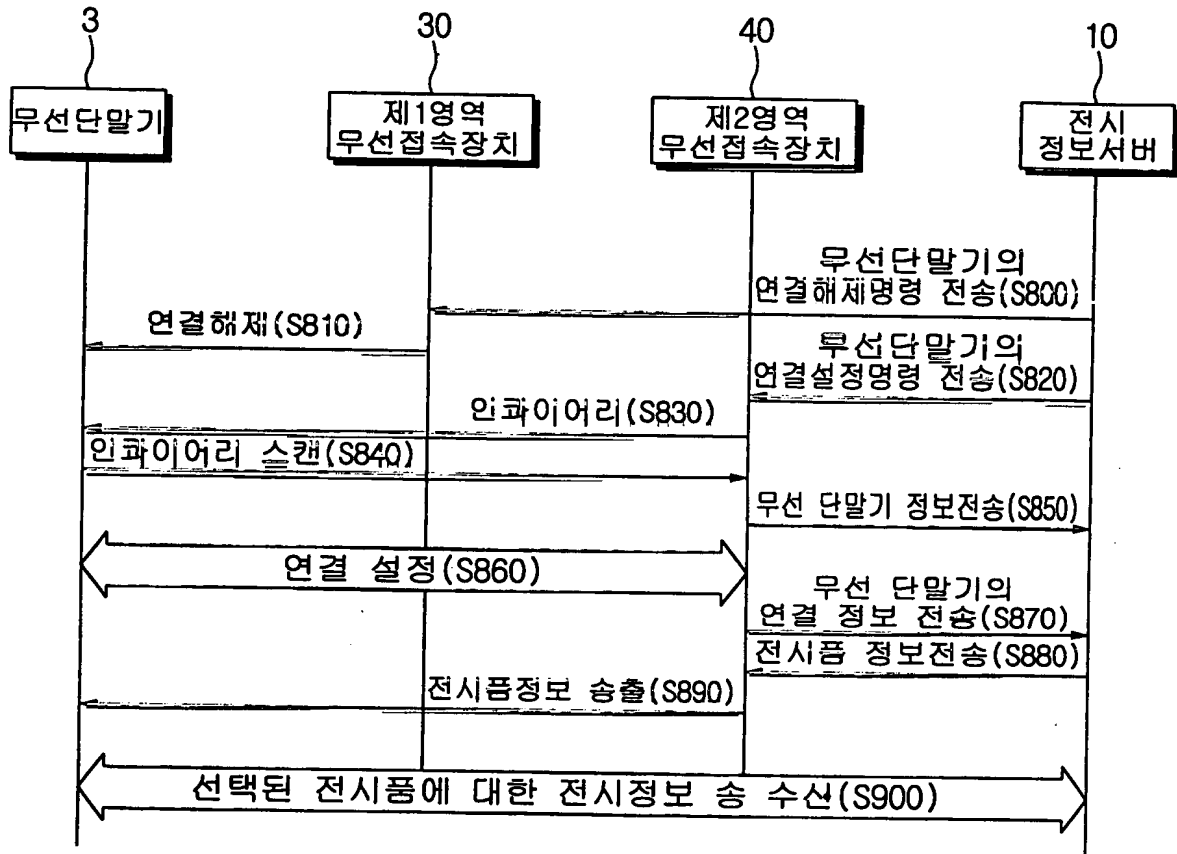 3
30
40
10
무선단말기
제1영역
무선접속장치
제2영역
무선접속장치
전시
정보서버
무선단말기의
연결해제명령 전송(S800)
연결해제(S810)
무선단말기의
연결설정명령 전송(S820)
인콰이어리(S830)
인콰이어리 스캔(S840)
무선 단말기 정보전송(S850)
연결 설정(S860)
무선 단말기의
연결 정보 전송(S870)
전시품 정보전송(S880)
전시품정보 송출(S890)
선택된 전시품에 대한 전시정보 송 수신(S900)